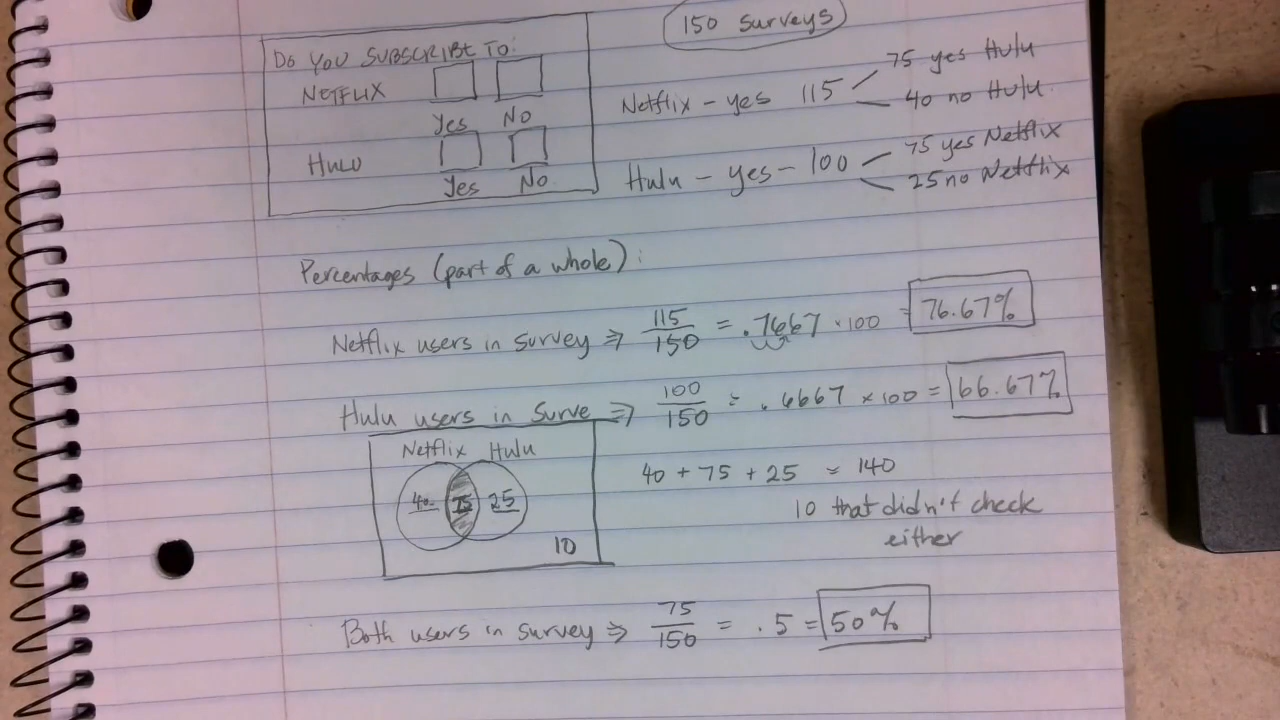 150 surveys
DO YOU SUBSCRIBE TO:
NETFLIX
Yes No
HULU
Yes No
Netflix - yes 115
75 yes Hulu
40 no Hulu
Hulu - yes - 100
75 yes Netflix
25 no Netflix
Percentages (part of a whole):
Netflix users in survey ⇒ 115/150 = .7667 · 100 = 76.67%
Hulu users in Surve ⇒ 100/150 = .6667 × 100 = 66.67%
Netflix Hulu
40 75 25
10
40 + 75 + 25 = 140
10 that didn't check
either
Both users in survey ⇒ 75/150 = .5 = 50%